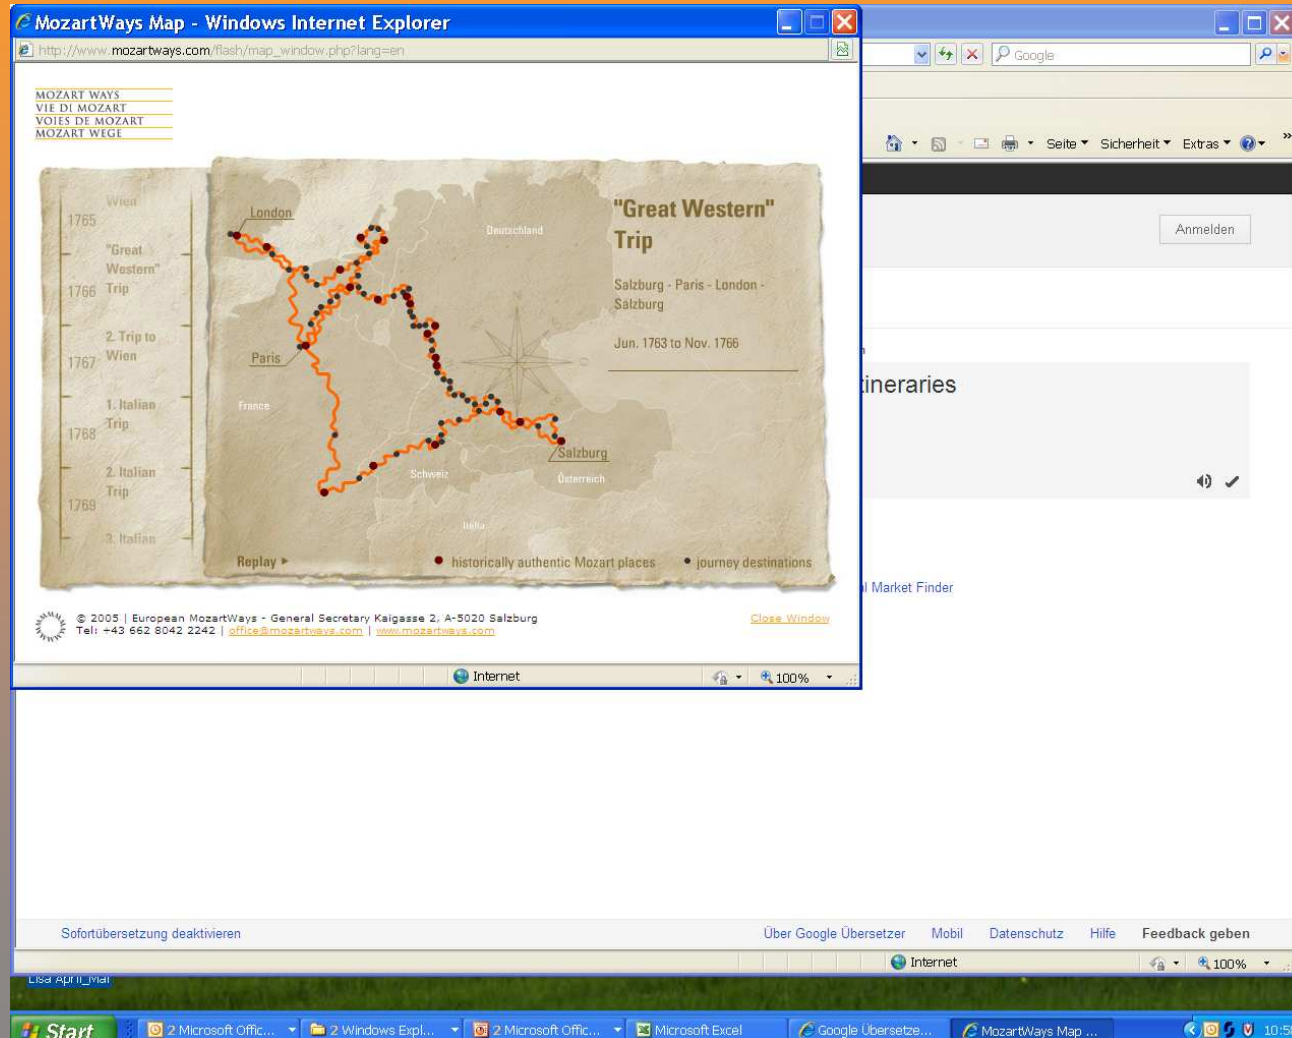 MozartWays Map - Windows Internet Explorer
http://www.mozartways.com/flash/map_window.php?lang=en
MOZART WAYS
VIE DI MOZART
VOIES DE MOZART
MOZART WEGE
Wien
1765
"Great
Western"
1766 Trip
2. Trip to
1767 Wien
1. Italian
Trip
1768
2. Italian
Trip
1769
3. Italian
London
Deutschland
Paris
France
Schweiz
Salzburg
Österreich
Italia
"Great Western"
Trip
Salzburg - Paris - London -
Salzburg
Jun. 1763 to Nov. 1766
Replay
historically authentic Mozart places
journey destinations
© 2005 | European MozartWays - General Secretary Kaigasse 2, A-5020 Salzburg
Tel: +43 662 8042 2242 | office@mozartways.com | www.mozartways.com
Close Window
Internet
100%
Google
Seite
Sicherheit
Extras
»
Anmelden
tineraries
l Market Finder
Sofortübersetzung deaktivieren
Über Google Übersetzer
Mobil
Datenschutz
Hilfe
Feedback geben
Internet
100%
Lisa April_Mai
Start
2 Microsoft Offic...
2 Windows Expl...
2 Microsoft Offic...
Microsoft Excel
Google Übersetze...
MozartWays Map ...